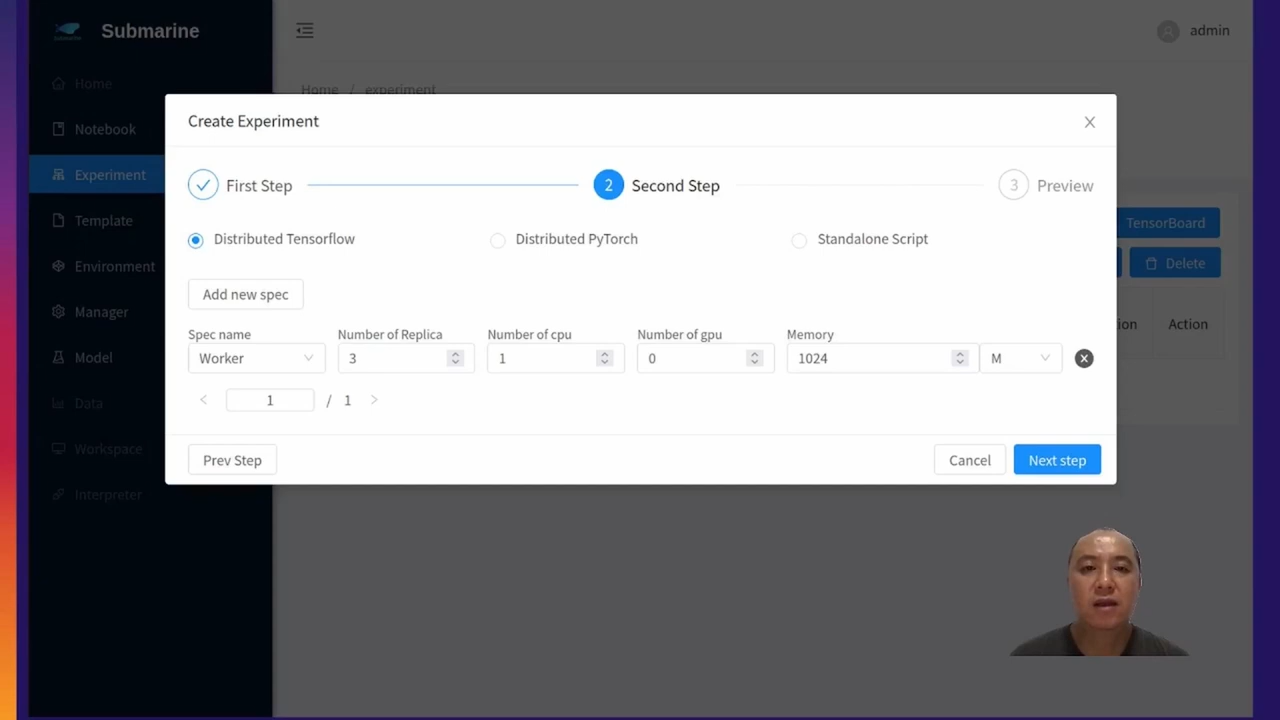 Submarine
admin
Home
Home / experiment
Create Experiment
Notebook
First Step
2 Second Step
3 Preview
Experiment
Template
TensorBoard
Distributed Tensorflow
Distributed PyTorch
Standalone Script
Environment
Delete
Add new spec
Manager
ion
Action
Spec name
Number of Replica
Number of cpu
Number of gpu
Memory
Model
Worker
3
1
0
1024
M
Data
1 / 1
Workspace
Prev Step
Cancel
Next step
Interpreter